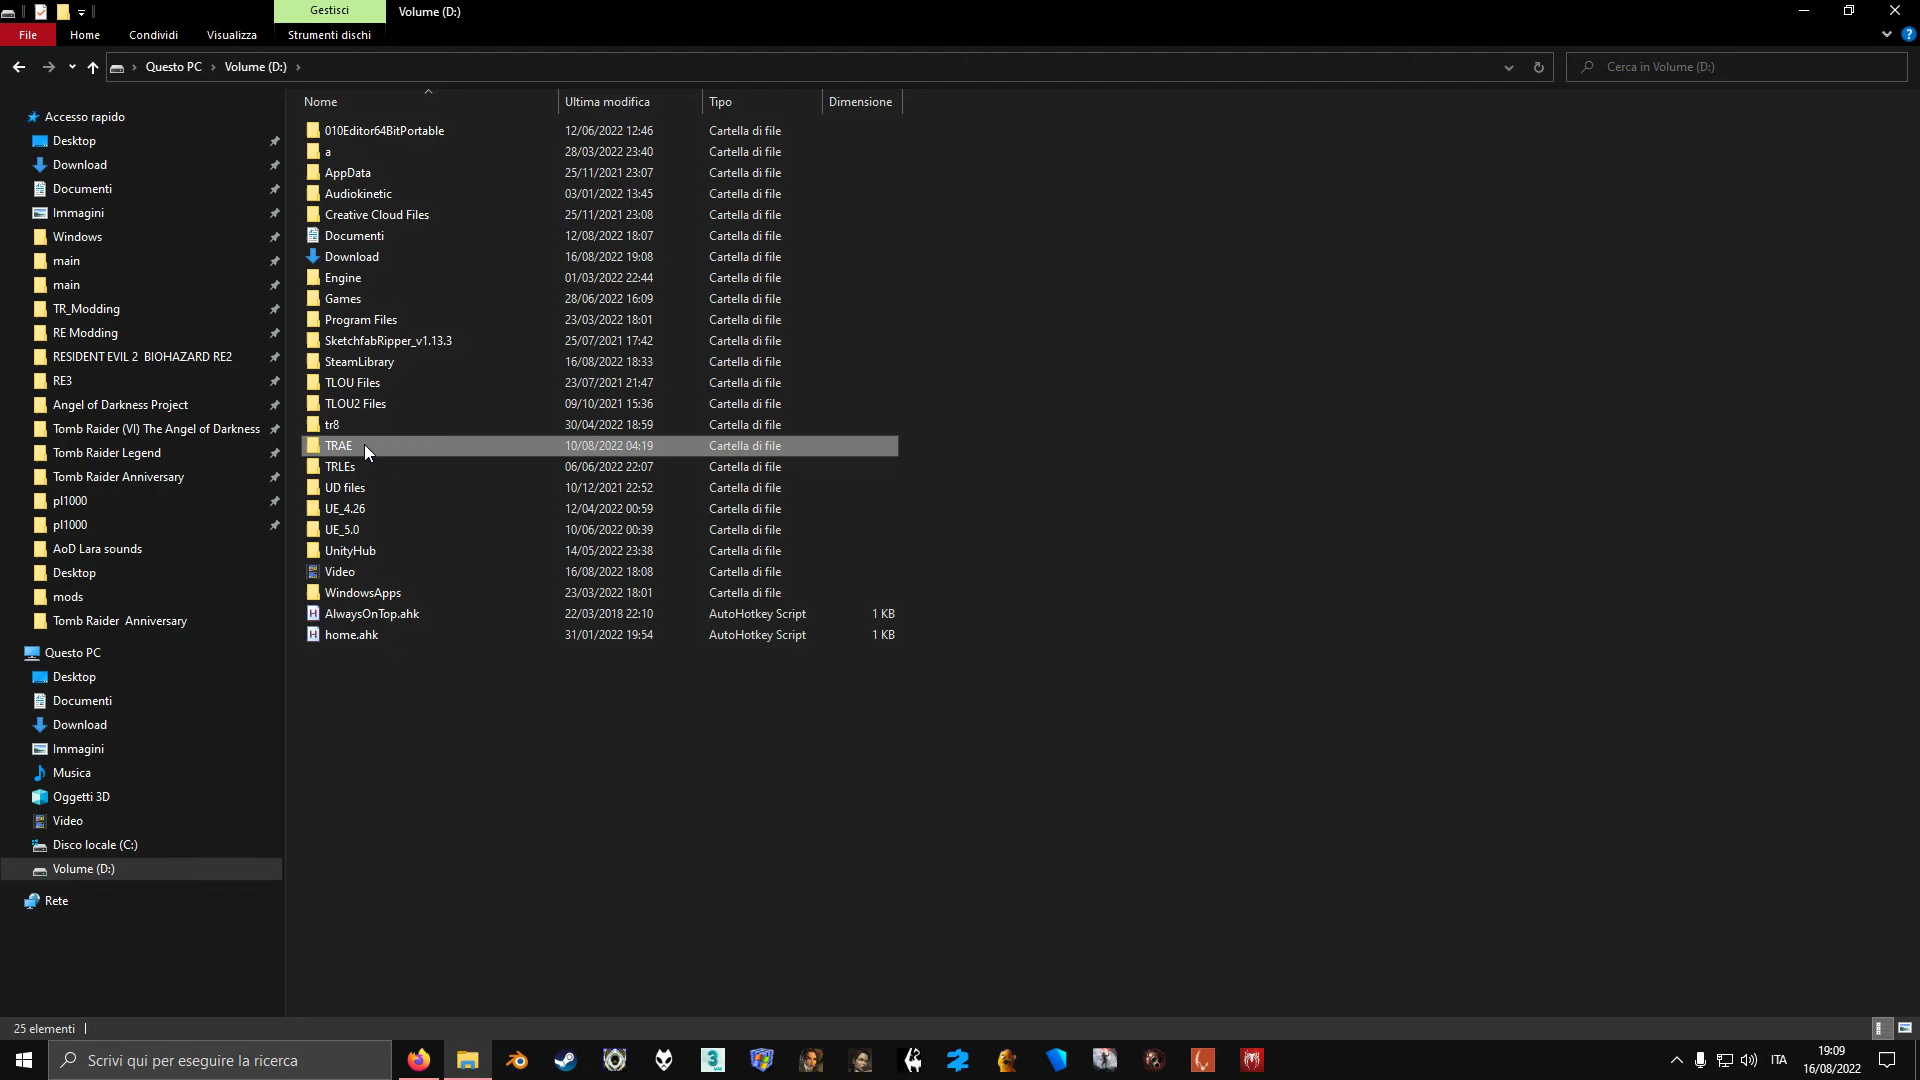 Gestisci
Volume (D:)
File
Home
Condividi
Visualizza
Strumenti dischi
Questo PC
Volume (D:)
Cerca in Volume (D:)
Nome
Ultima modifica
Tipo
Dimensione
Accesso rapido
Desktop
Download
Documenti
Immagini
Windows
main
main
TR_Modding
RE Modding
RESIDENT EVIL 2 BIOHAZARD RE2
RE3
Angel of Darkness Project
Tomb Raider (VI) The Angel of Darkness
Tomb Raider Legend
Tomb Raider Anniversary
pl1000
pl1000
AoD Lara sounds
Desktop
mods
Tomb Raider Anniversary
Questo PC
Desktop
Documenti
Download
Immagini
Musica
Oggetti 3D
Video
Disco locale (C:)
Volume (D:)
Rete
010Editor64BitPortable 12/06/2022 12:46 Cartella di file
a 28/03/2022 23:40 Cartella di file
AppData 25/11/2021 23:07 Cartella di file
Audiokinetic 03/01/2022 13:45 Cartella di file
Creative Cloud Files 25/11/2021 23:08 Cartella di file
Documenti 12/08/2022 18:07 Cartella di file
Download 16/08/2022 19:08 Cartella di file
Engine 01/03/2022 22:44 Cartella di file
Games 28/06/2022 16:09 Cartella di file
Program Files 23/03/2022 18:01 Cartella di file
SketchfabRipper_v1.13.3 25/07/2021 17:42 Cartella di file
SteamLibrary 16/08/2022 18:33 Cartella di file
TLOU Files 23/07/2021 21:47 Cartella di file
TLOU2 Files 09/10/2021 15:36 Cartella di file
tr8 30/04/2022 18:59 Cartella di file
TRAE 10/08/2022 04:19 Cartella di file
TRLEs 06/06/2022 22:07 Cartella di file
UD files 10/12/2021 22:52 Cartella di file
UE_4.26 12/04/2022 00:59 Cartella di file
UE_5.0 10/06/2022 00:39 Cartella di file
UnityHub 14/05/2022 23:38 Cartella di file
Video 16/08/2022 18:08 Cartella di file
WindowsApps 23/03/2022 18:01 Cartella di file
AlwaysOnTop.ahk 22/03/2018 22:10 AutoHotkey Script 1 KB
home.ahk 31/01/2022 19:54 AutoHotkey Script 1 KB
25 elementi
Scrivi qui per eseguire la ricerca
ITA
19:09
16/08/2022